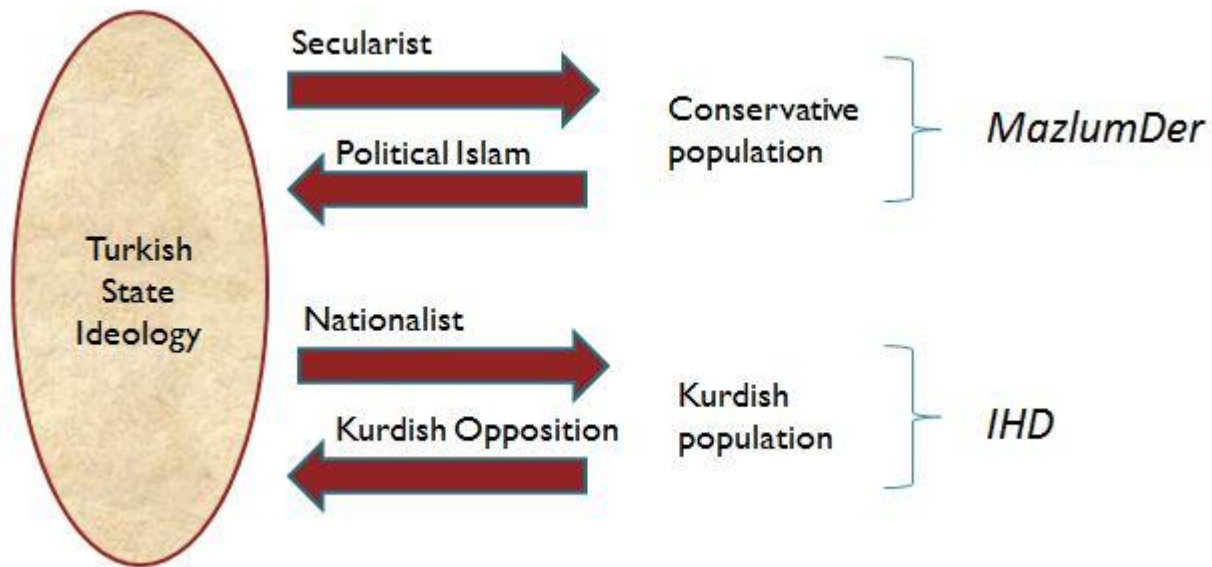 Turkish
State
Ideology
Secularist
Political Islam
Conservative
population
MazlumDer
Nationalist
Kurdish Opposition
Kurdish
population
IHD